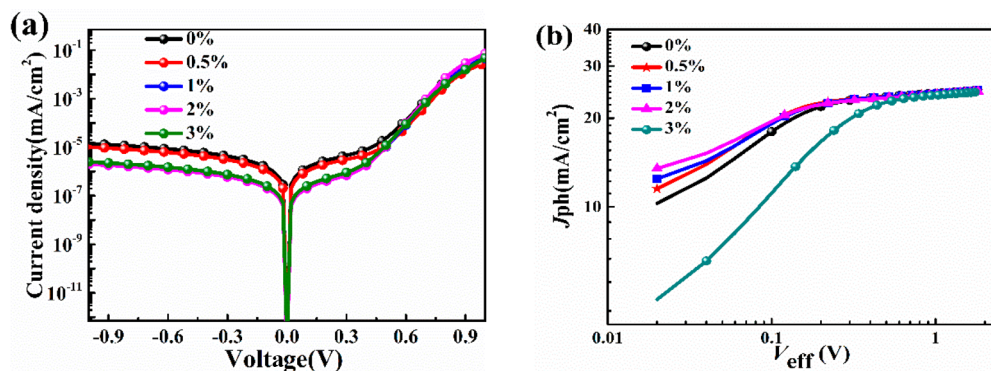 (a)
0%
0.5%
1%
2%
3%
Current density(mA/cm²)
10⁻¹
10⁻³
10⁻⁵
10⁻⁷
10⁻⁹
10⁻¹¹
-0.9 -0.6 -0.3 0.0 0.3 0.6 0.9
Voltage(V)
(b)
0%
0.5%
1%
2%
3%
Jph(mA/cm²)
40
30
20
10
0.01 0.1 1
Veff (V)